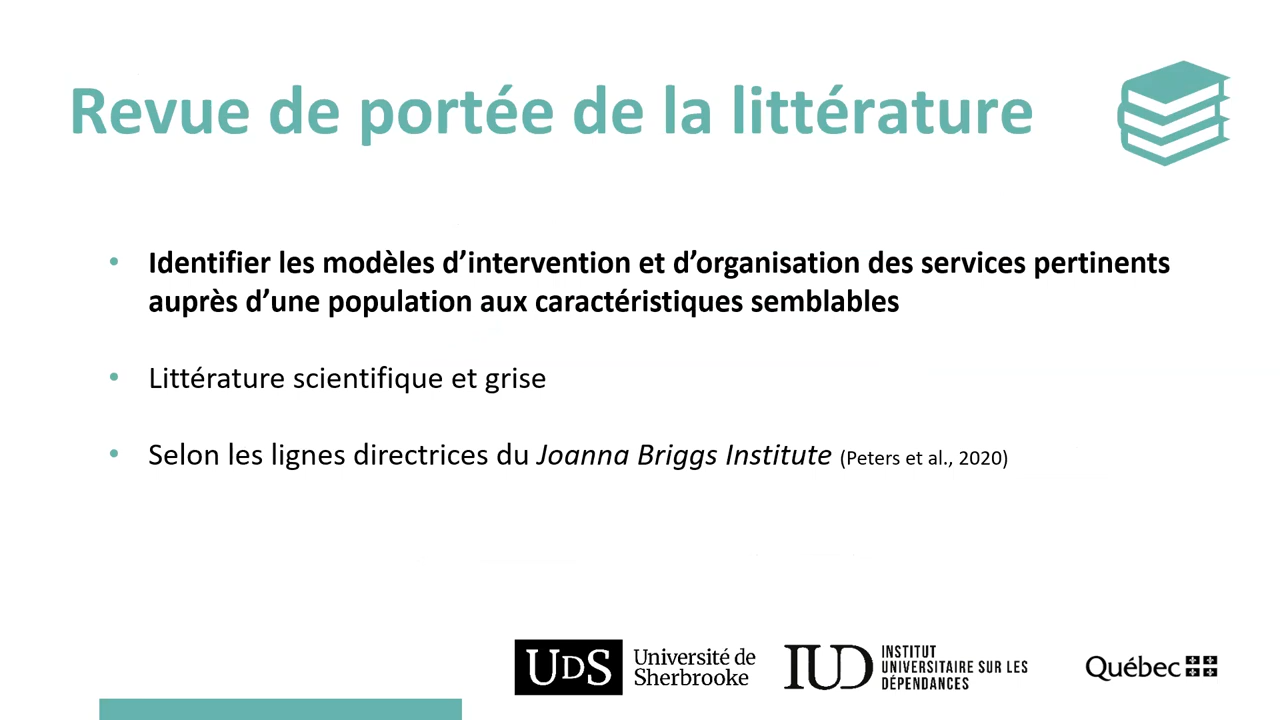 Revue de portée de la littérature
• Identifier les modèles d’intervention et d’organisation des services pertinents
auprès d’une population aux caractéristiques semblables
• Littérature scientifique et grise
• Selon les lignes directrices du Joanna Briggs Institute (Peters et al., 2020)
UDS Université de
Sherbrooke
IUD INSTITUT
UNIVERSITAIRE SUR LES
DÉPENDANCES
Québec